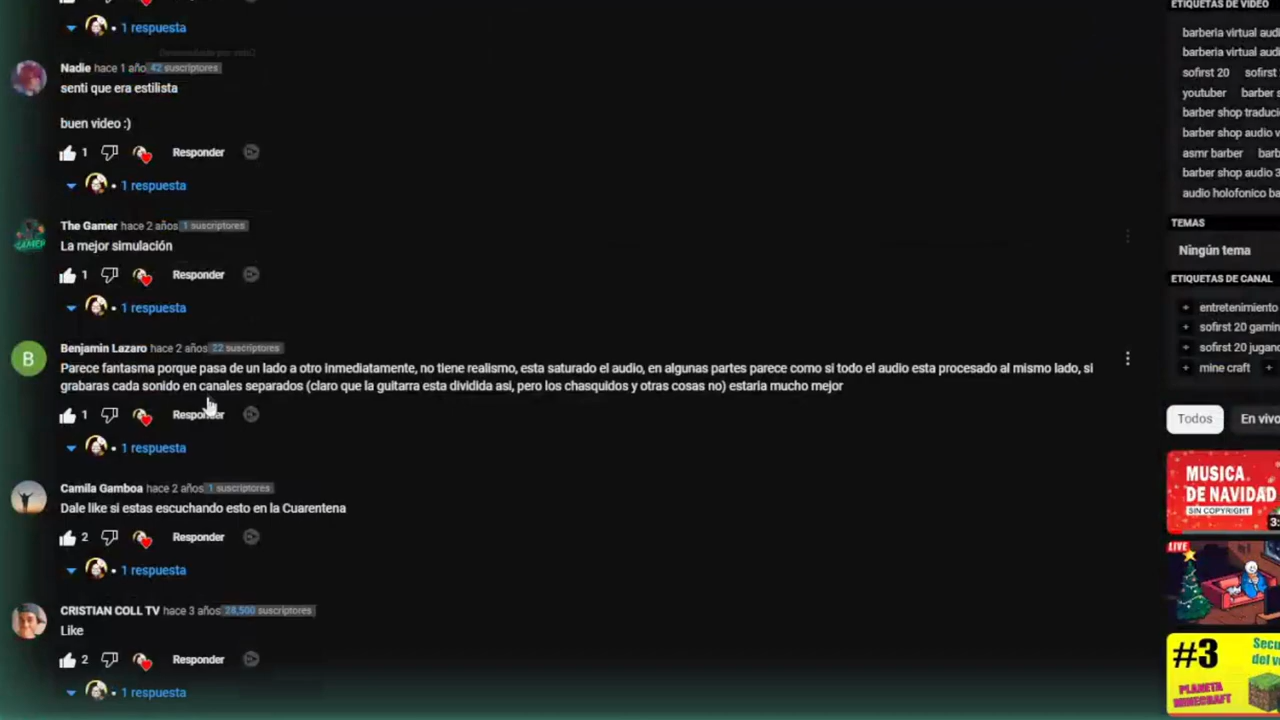 1 respuesta
Nadie hace 1 año 42 suscriptores
senti que era estilista
buen video :)
1 Responder
1 respuesta
The Gamer hace 2 años 1 suscriptores
La mejor simulación
1 Responder
1 respuesta
B
Benjamin Lazaro hace 2 años 22 suscriptores
Parece fantasma porque pasa de un lado a otro inmediatamente, no tiene realismo, esta saturado el audio, en algunas partes parece como si todo el audio esta procesado al mismo lado, si
grabaras cada sonido en canales separados (claro que la guitarra esta dividida asi, pero los chasquidos y otras cosas no) estaria mucho mejor
1 Responder
1 respuesta
Camila Gamboa hace 2 años 1 suscriptores
Dale like si estas escuchando esto en la Cuarentena
2 Responder
1 respuesta
CRISTIAN COLL TV hace 3 años 28,500 suscriptores
Like
2 Responder
1 respuesta
ETIQUETAS DE VIDEO
barberia virtual audi
barberia virtual audi
sofirst 20 sofirst
youtuber barber s
barber shop traduci
barber shop audio v
asmr barber barb
barber shop audio 3
audio holofonico ba
TEMAS
Ningún tema
ETIQUETAS DE CANAL
+ entretenimiento
+ sofirst 20 gamin
+ sofirst 20 jugano
+ mine craft +
Todos En vivo
MUSICA
DE NAVIDAD
SIN COPYRIGHT
LIVE
#3
Secu
del v
PLANETA
MINECRAFT